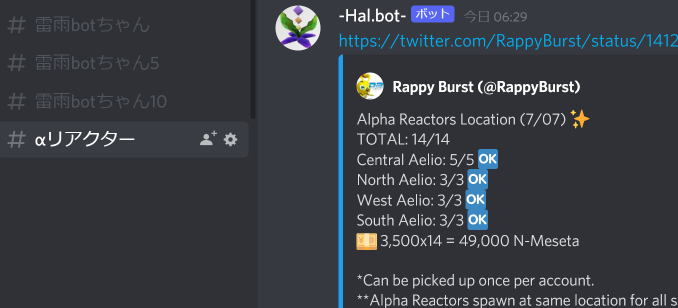 # 雷雨botちゃん
# 雷雨botちゃん5
# 雷雨botちゃん10
# αリアクター
-Hal.bot- ボット 今日 06:29
https://twitter.com/RappyBurst/status/1412
Rappy Burst (@RappyBurst)
Alpha Reactors Location (7/07) ✨
TOTAL: 14/14
Central Aelio: 5/5 🆗
North Aelio: 3/3 🆗
West Aelio: 3/3 🆗
South Aelio: 3/3 🆗
💴 3,500x14 = 49,000 N-Meseta
*Can be picked up once per account.
**Alpha Reactors spawn at same location for all s